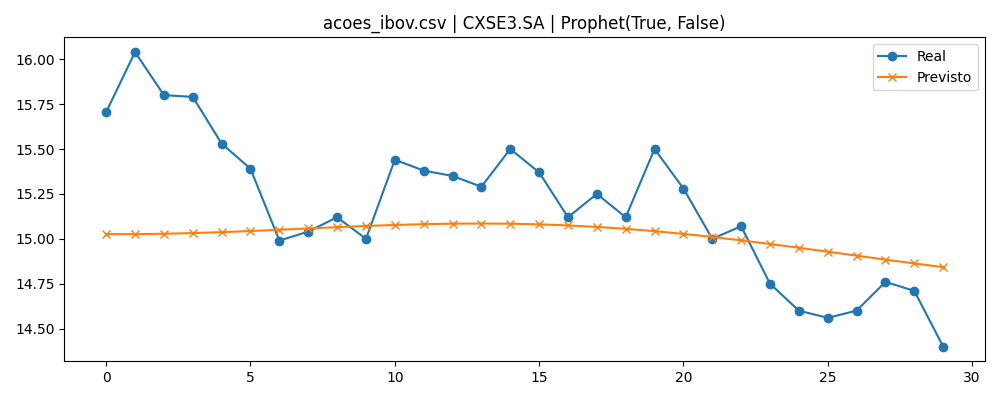 acoes_ibov.csv | CXSE3.SA | Prophet(True, False)
Real
Previsto
16.00
15.75
15.50
15.25
15.00
14.75
14.50
0 5 10 15 20 25 30